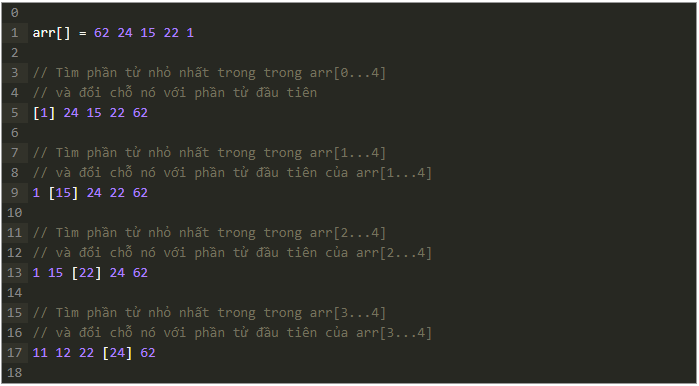 0
1 arr[] = 62 24 15 22 1
2
3 // Tìm phần tử nhỏ nhất trong trong arr[0...4]
4 // và đổi chỗ nó với phần tử đầu tiên
5 [1] 24 15 22 62
6
7 // Tìm phần tử nhỏ nhất trong trong arr[1...4]
8 // và đổi chỗ nó với phần tử đầu tiên của arr[1...4]
9 1 [15] 24 22 62
10
11 // Tìm phần tử nhỏ nhất trong trong arr[2...4]
12 // và đổi chỗ nó với phần tử đầu tiên của arr[2...4]
13 1 15 [22] 24 62
14
15 // Tìm phần tử nhỏ nhất trong trong arr[3...4]
16 // và đổi chỗ nó với phần tử đầu tiên của arr[3...4]
17 11 12 22 [24] 62
18